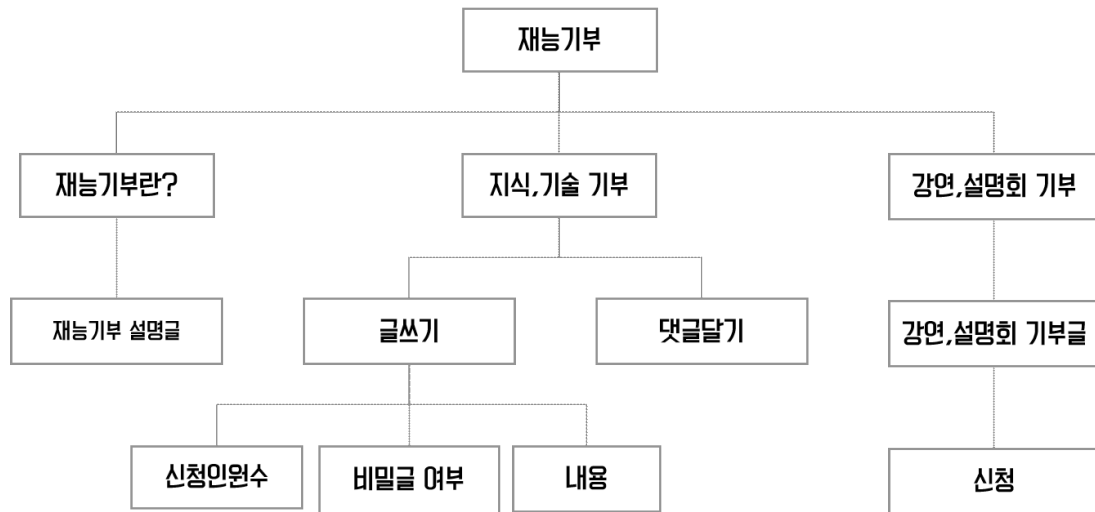 재능기부
재능기부란?
지식,기술 기부
강연,설명회 기부
재능기부 설명글
글쓰기
댓글달기
강연,설명회 기부글
신청인원수
비밀글 여부
내용
신청